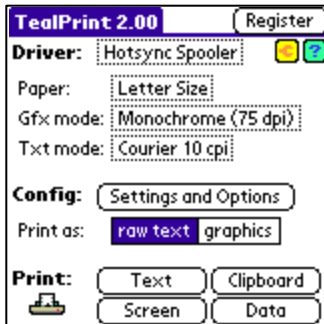 TealPrint 2.00 Register
Driver: Hotsync Spooler ?
Paper: Letter Size
Gfx mode: Monochrome (75 dpi)
Txt mode: Courier 10 cpi
Config: Settings and Options
Print as: raw text graphics
Print: Text Clipboard
Screen Data